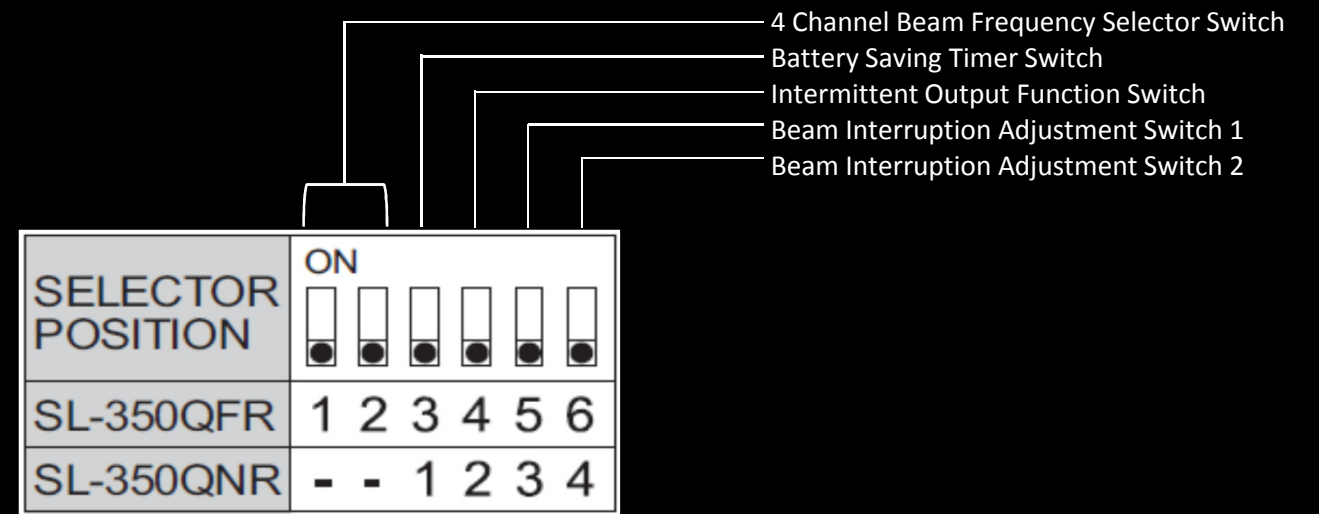 4 Channel Beam Frequency Selector Switch
Battery Saving Timer Switch
Intermittent Output Function Switch
Beam Interruption Adjustment Switch 1
Beam Interruption Adjustment Switch 2
SELECTOR POSITION
ON
SL-350QFR 1 2 3 4 5 6
SL-350QNR - - 1 2 3 4